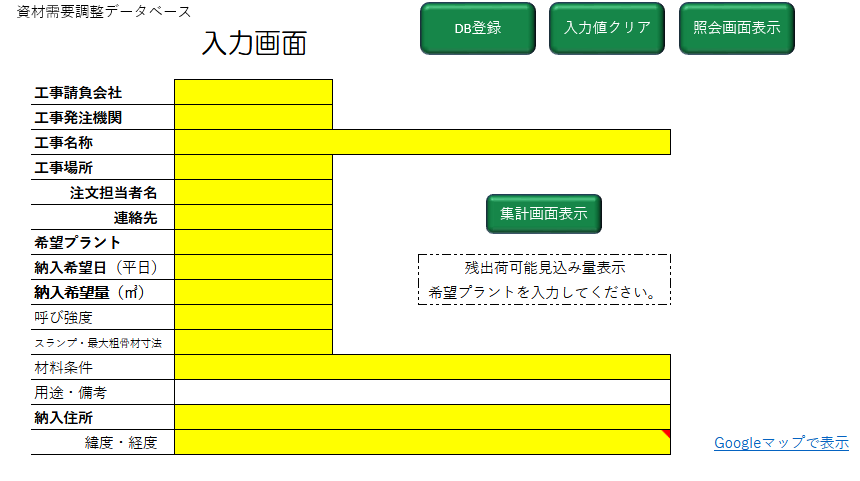 資材需要調整データベース
入力画面
DB登録
入力値クリア
照会画面表示
工事請負会社
工事発注機関
工事名称
工事場所
注文担当者名
連絡先
希望プラント
納入希望日（平日）
納入希望量（㎥）
呼び強度
スランプ・最大粗骨材寸法
材料条件
用途・備考
納入住所
緯度・経度
集計画面表示
残出荷可能見込み量表示
希望プラントを入力してください。
Googleマップで表示